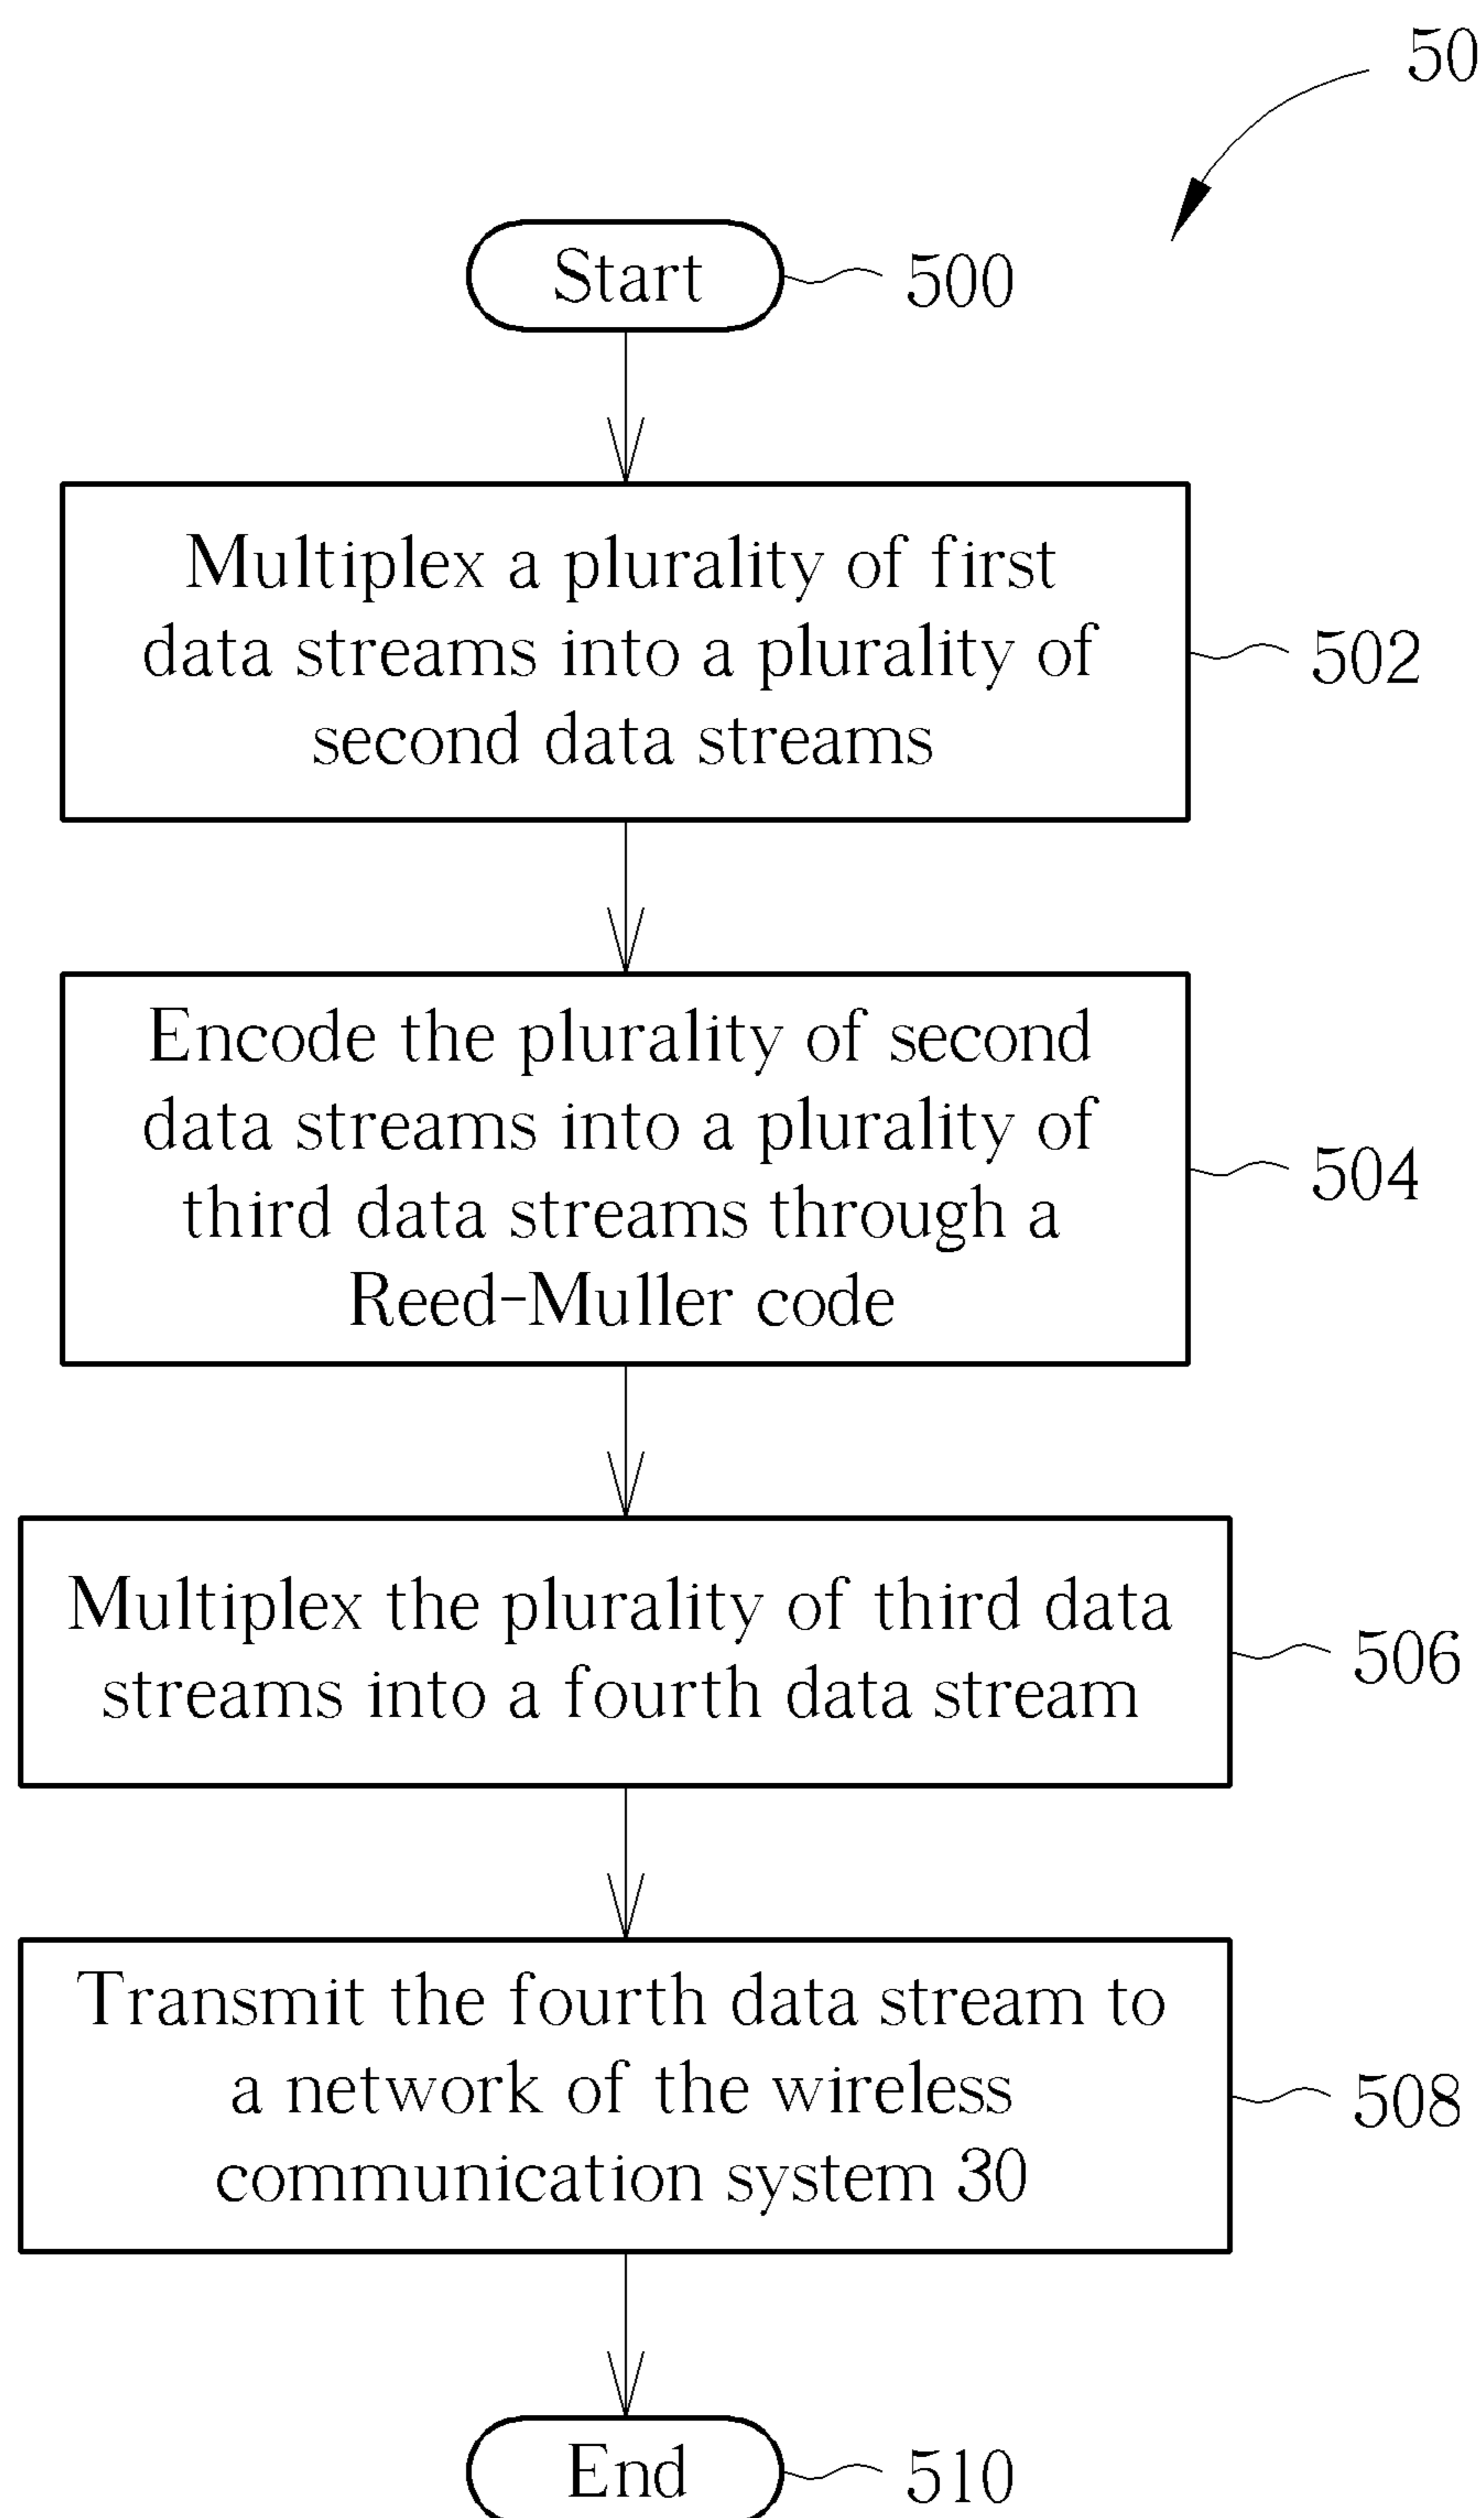 50
Start
500
Multiplex a plurality of first
data streams into a plurality of
second data streams
502
Encode the plurality of second
data streams into a plurality of
third data streams through a
Reed-Muller code
504
Multiplex the plurality of third data
streams into a fourth data stream
506
Transmit the fourth data stream to
a network of the wireless
communication system 30
508
End
510